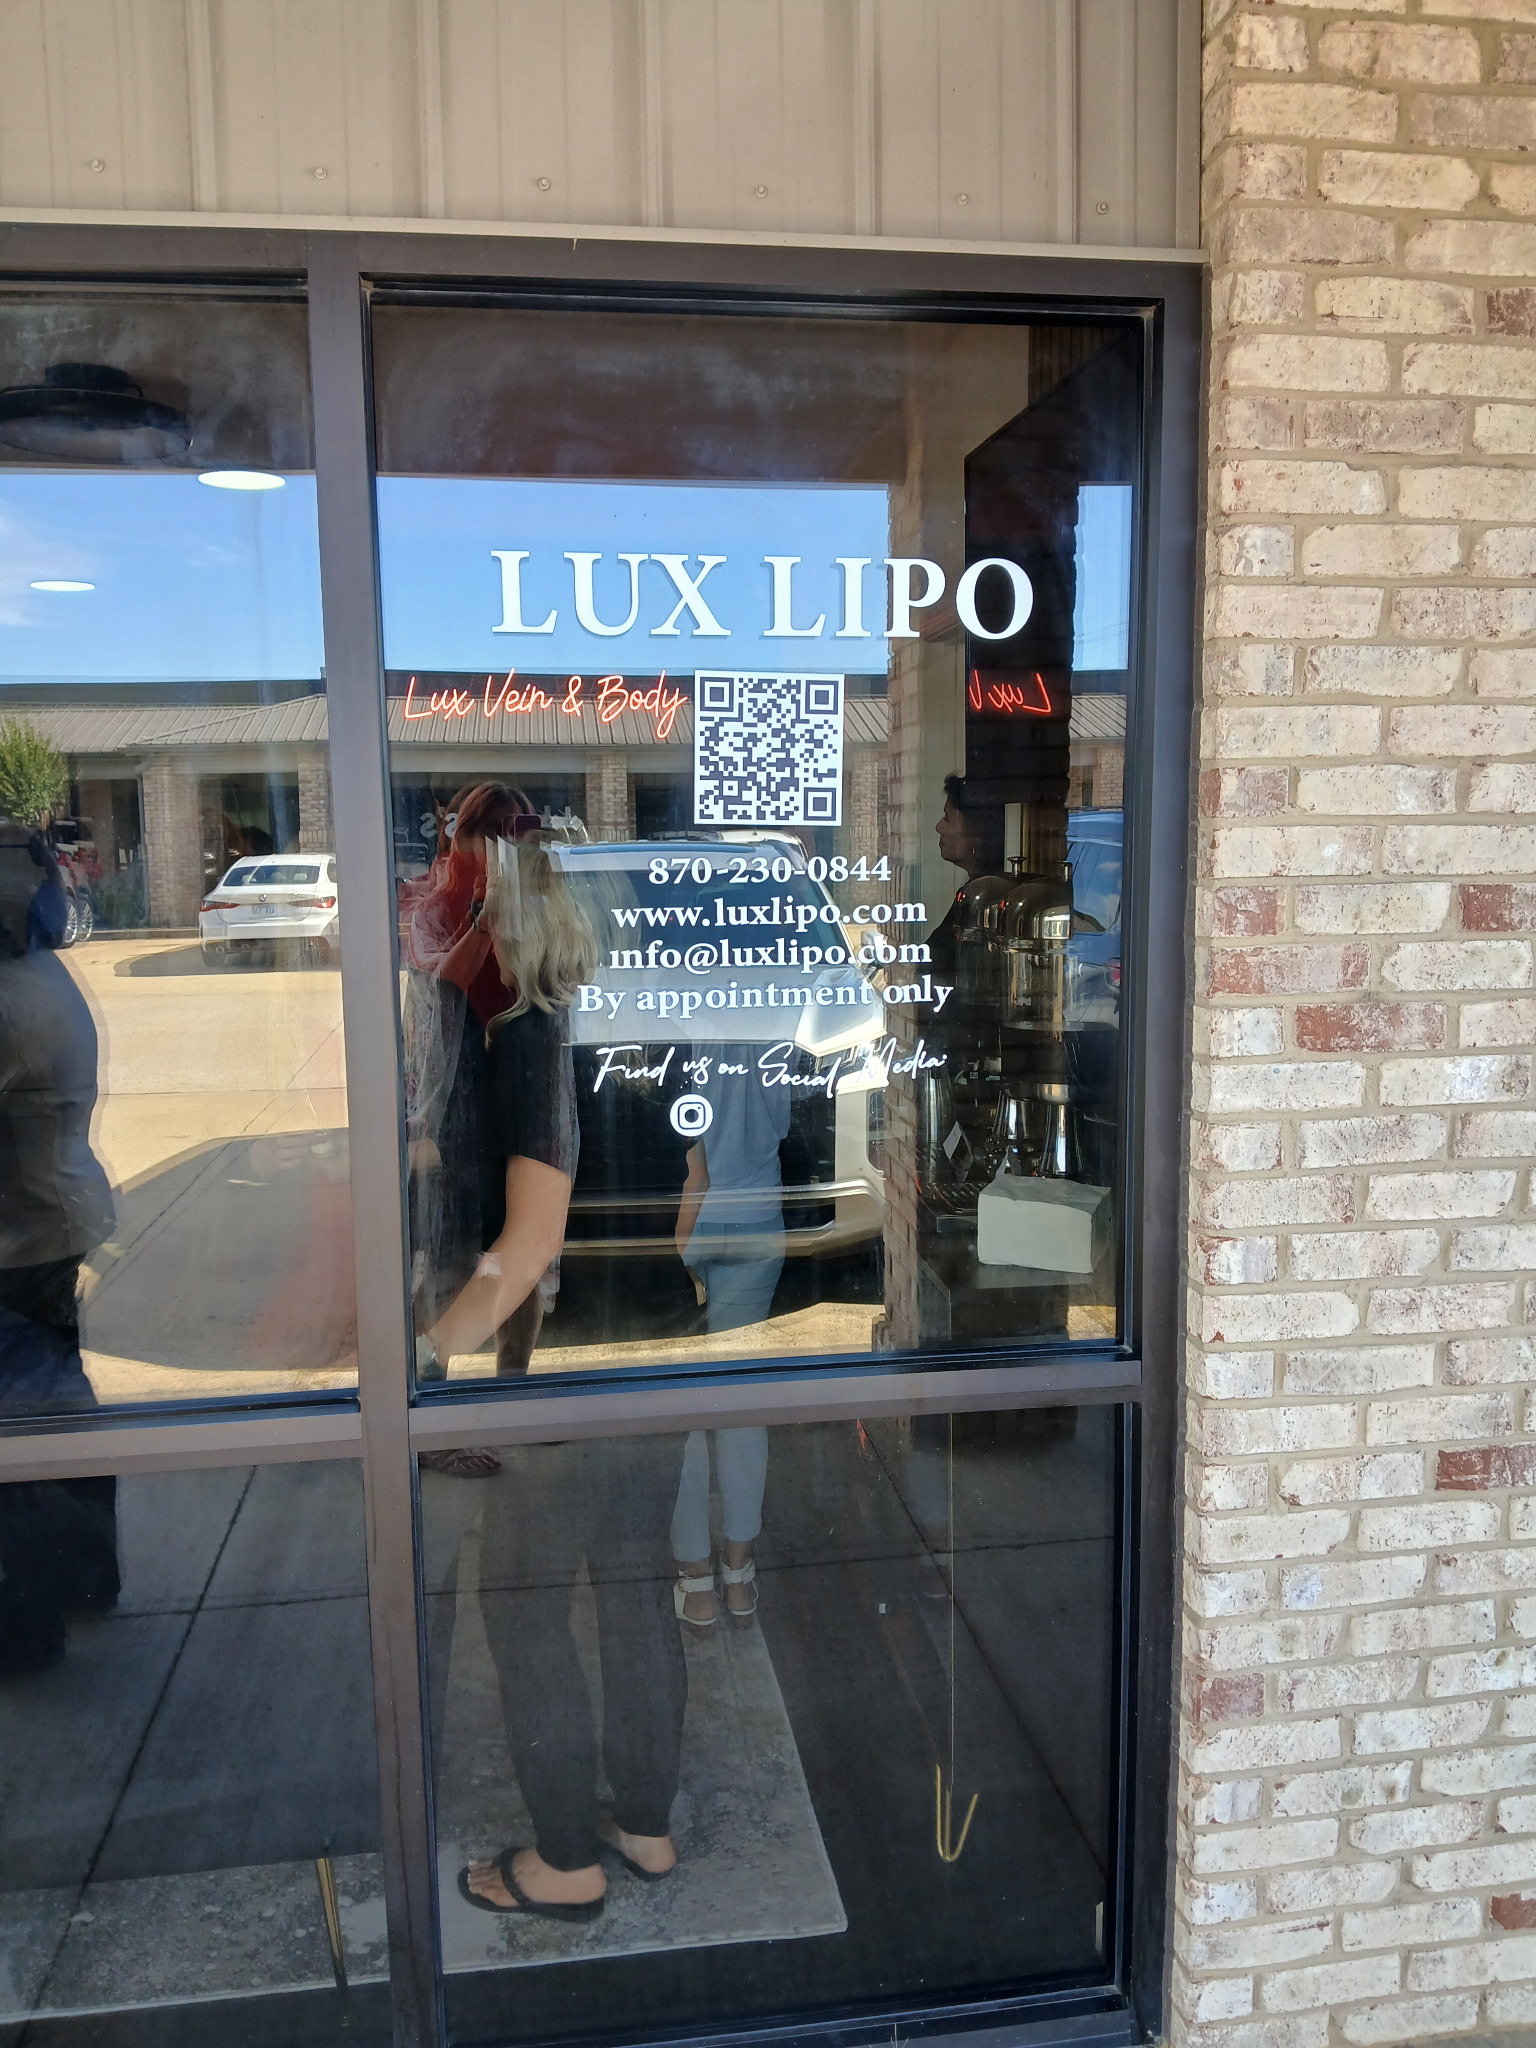 LUX LIPO
Lux Vein & Body
Lux V
870-230-0844
www.luxlipo.com
info@luxlipo.com
By appointment only
Find us on Social Media